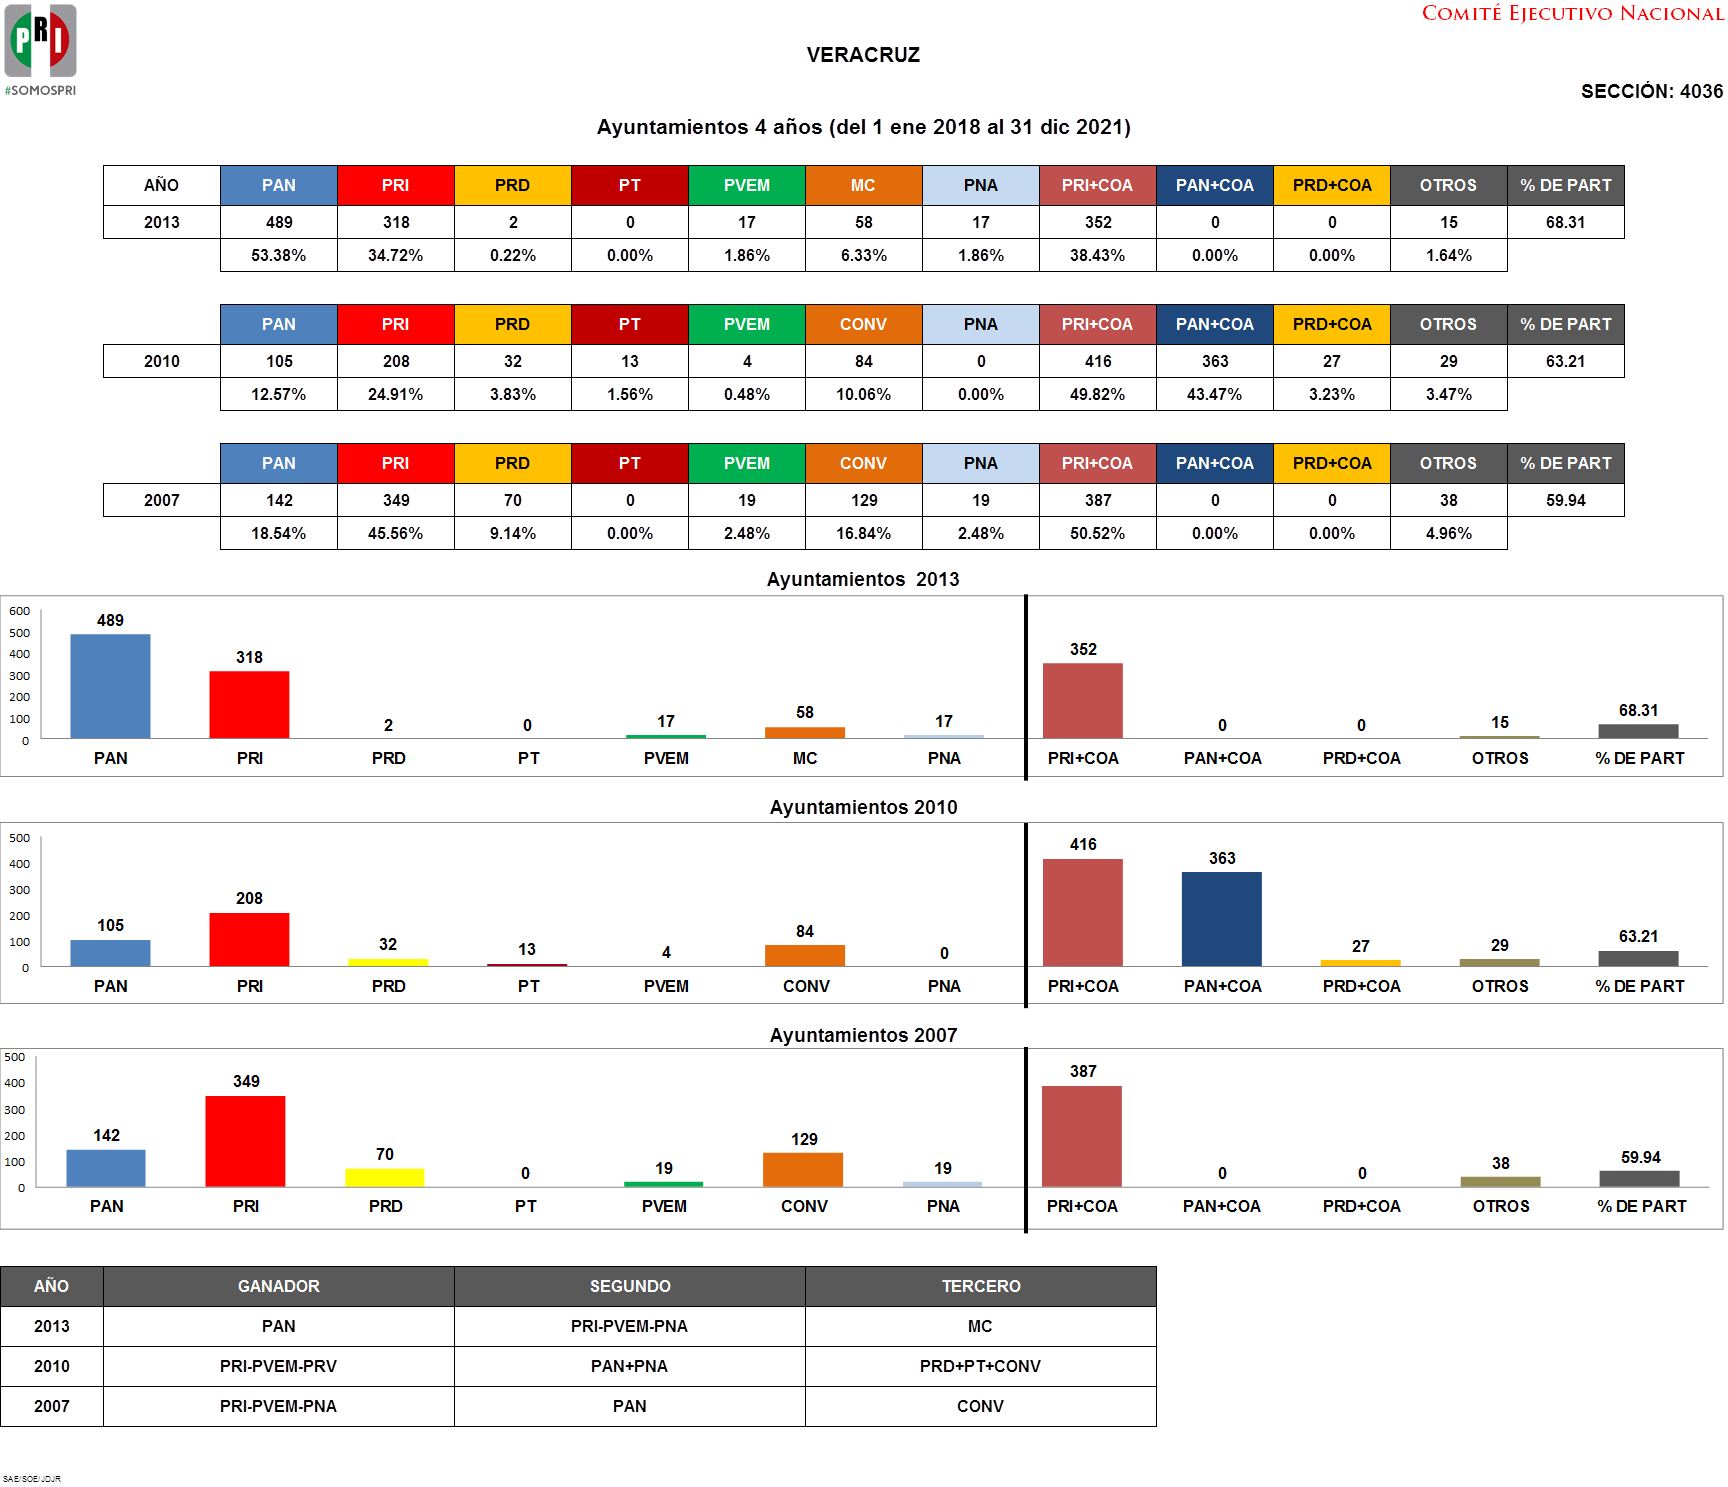 PRI
#SOMOSPRI
COMITÉ EJECUTIVO NACIONAL
VERACRUZ
SECCIÓN: 4036
Ayuntamientos 4 años (del 1 ene 2018 al 31 dic 2021)
AÑO PAN PRI PRD PT PVEM MC PNA PRI+COA PAN+COA PRD+COA OTROS % DE PART
2013 489 318 2 0 17 58 17 352 0 0 15 68.31
53.38% 34.72% 0.22% 0.00% 1.86% 6.33% 1.86% 38.43% 0.00% 0.00% 1.64%
PAN PRI PRD PT PVEM CONV PNA PRI+COA PAN+COA PRD+COA OTROS % DE PART
2010 105 208 32 13 4 84 0 416 363 27 29 63.21
12.57% 24.91% 3.83% 1.56% 0.48% 10.06% 0.00% 49.82% 43.47% 3.23% 3.47%
PAN PRI PRD PT PVEM CONV PNA PRI+COA PAN+COA PRD+COA OTROS % DE PART
2007 142 349 70 0 19 129 19 387 0 0 38 59.94
18.54% 45.56% 9.14% 0.00% 2.48% 16.84% 2.48% 50.52% 0.00% 0.00% 4.96%
Ayuntamientos 2013
600
500
400
300
200
100
0
489 318 2 0 17 58 17 352 0 0 15 68.31
PAN PRI PRD PT PVEM MC PNA PRI+COA PAN+COA PRD+COA OTROS % DE PART
Ayuntamientos 2010
500
400
300
200
100
0
105 208 32 13 4 84 0 416 363 27 29 63.21
PAN PRI PRD PT PVEM CONV PNA PRI+COA PAN+COA PRD+COA OTROS % DE PART
Ayuntamientos 2007
500
400
300
200
100
0
142 349 70 0 19 129 19 387 0 0 38 59.94
PAN PRI PRD PT PVEM CONV PNA PRI+COA PAN+COA PRD+COA OTROS % DE PART
AÑO GANADOR SEGUNDO TERCERO
2013 PAN PRI-PVEM-PNA MC
2010 PRI-PVEM-PRV PAN+PNA PRD+PT+CONV
2007 PRI-PVEM-PNA PAN CONV
SAE/SOE/JDJR